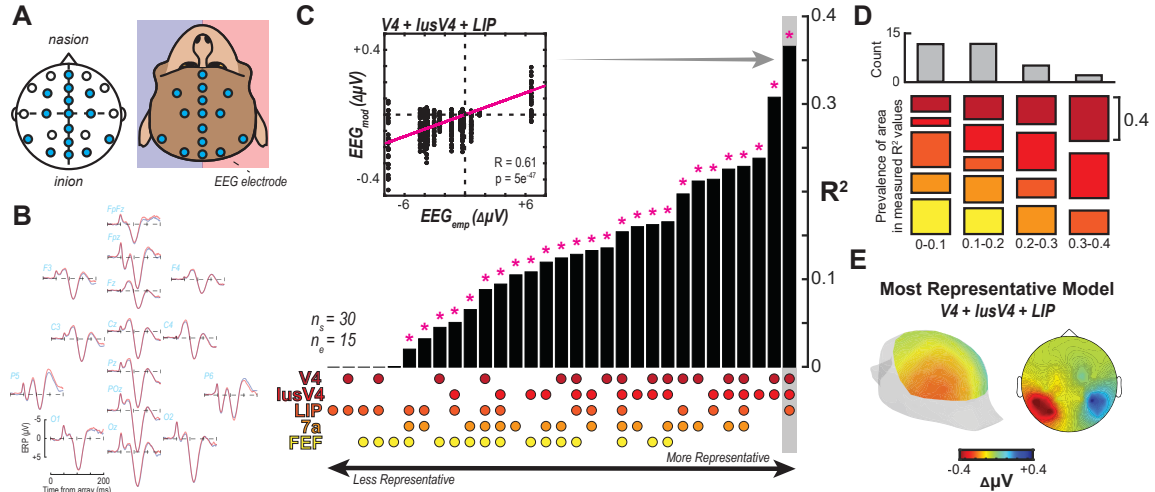 A
nasion
inion
EEG electrode
B
FpFz
Fpz
F3
F4
Fz
C3
Cz
C4
Pz
P5
P6
POz
O1
Oz
O2
-5
0
+5
ERP (µV)
0
200
Time from array (ms)
C
V4 + lusV4 + LIP
+0.4
-0.4
EEGmod (ΔµV)
R = 0.61
p = 5e-47
-6
+6
EEGemp (ΔµV)
* * * * * * * * * * * * * * * * * * * * * * * * * *
0.4
0.3
R²
0.1
0
ns = 30
ne = 15
V4
lusV4
LIP
7a
FEF
More Representative
Less Representative
D
15
0
Count
0.4
Prevalence of area
in measured R² values
0-0.1
0.1-0.2
0.2-0.3
0.3-0.4
E
Most Representative Model
V4 + lusV4 + LIP
-0.4
+0.4
ΔµV